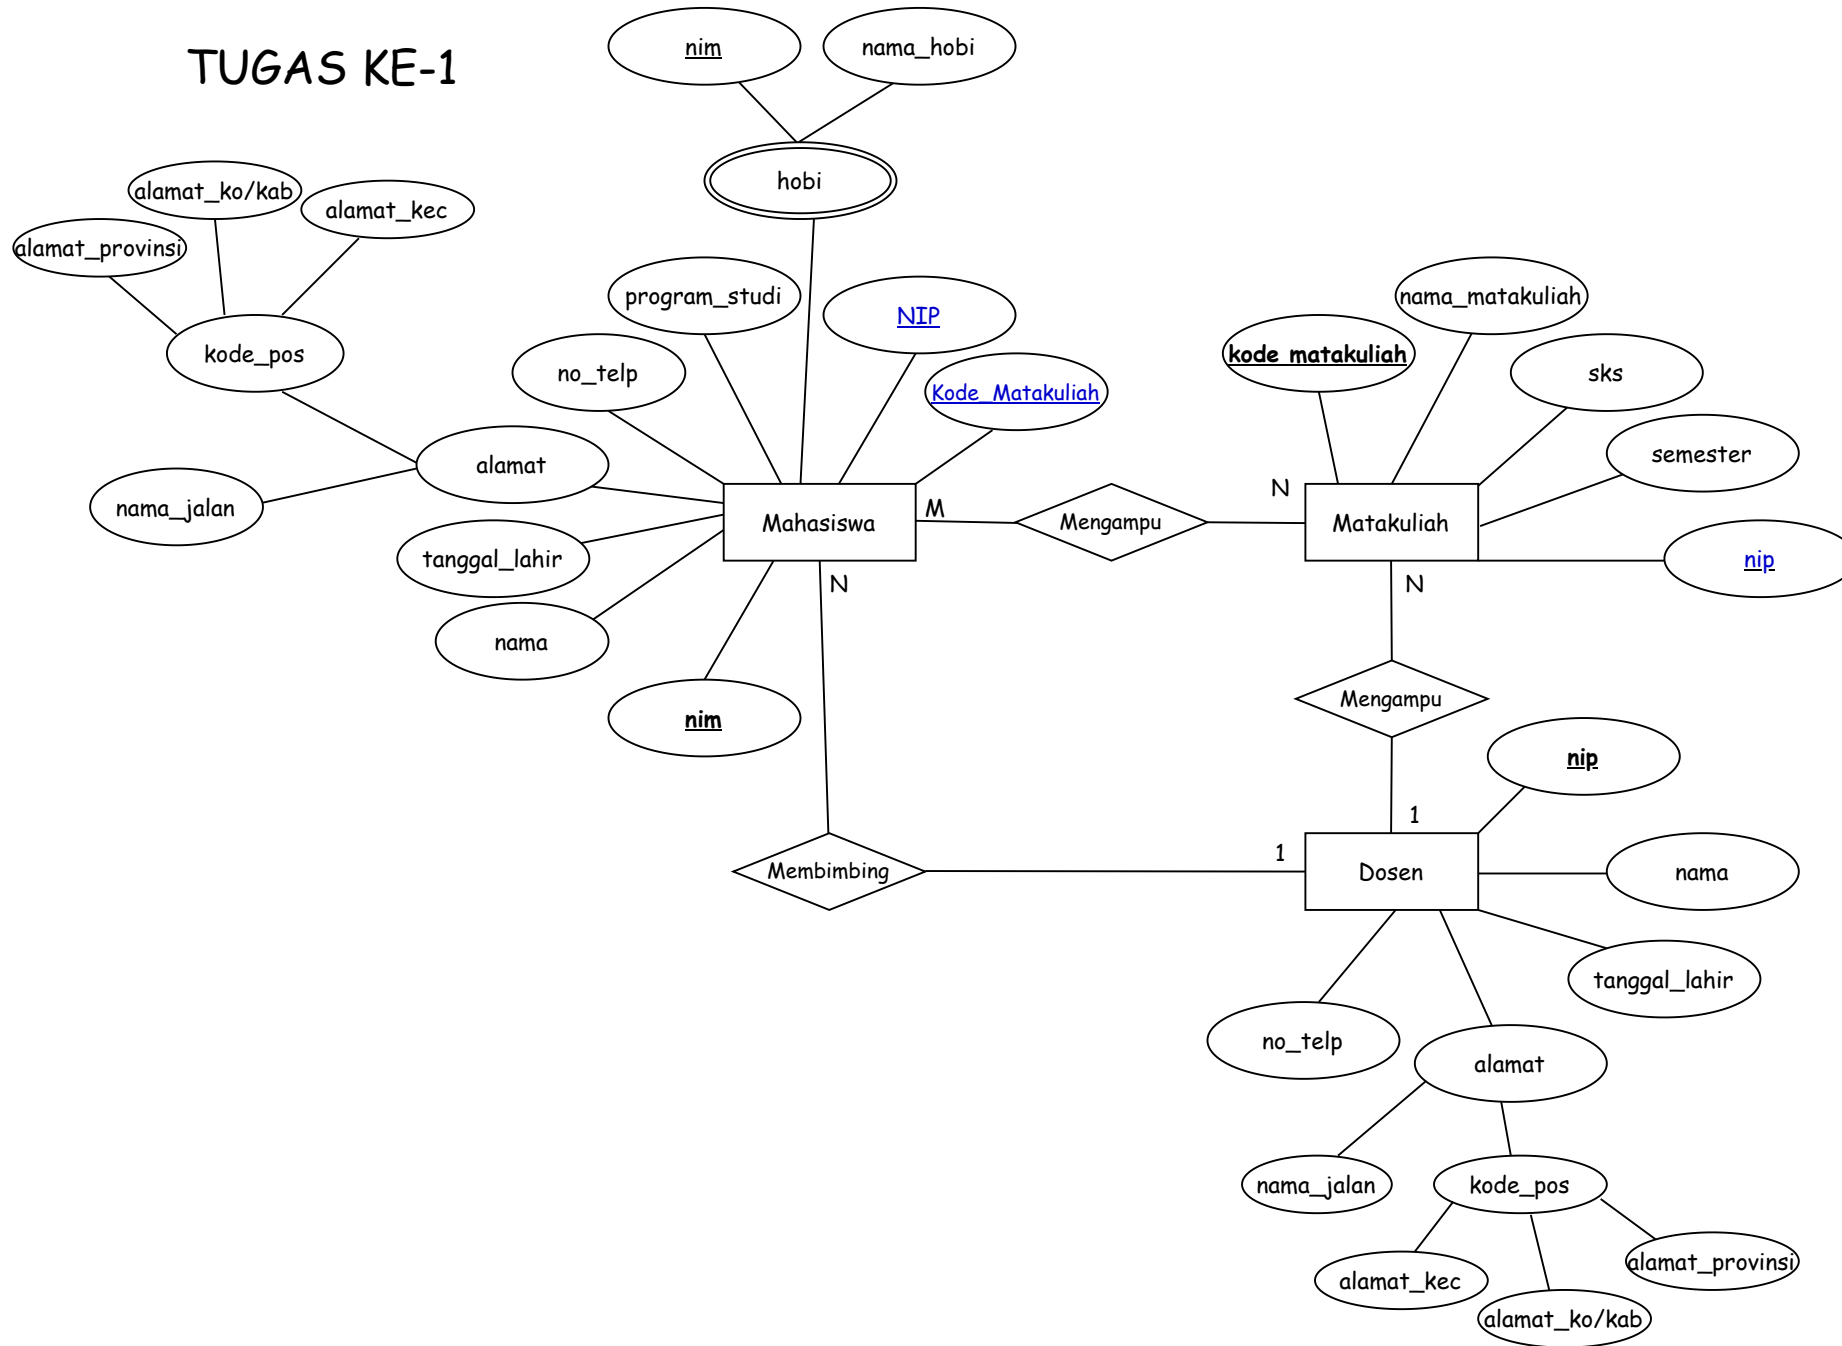 TUGAS KE-1
nim
nama_hobi
hobi
alamat_ko/kab
alamat_kec
alamat_provinsi
kode_pos
program_studi
NIP
no_telp
Kode_Matakuliah
alamat
nama_jalan
tanggal_lahir
nama
nim
Mahasiswa
M
Mengampu
N
Matakuliah
nama_matakuliah
kode matakuliah
sks
semester
nip
N
N
Mengampu
1
nip
Membimbing
1
Dosen
nama
tanggal_lahir
no_telp
alamat
nama_jalan
kode_pos
alamat_kec
alamat_provinsi
alamat_ko/kab